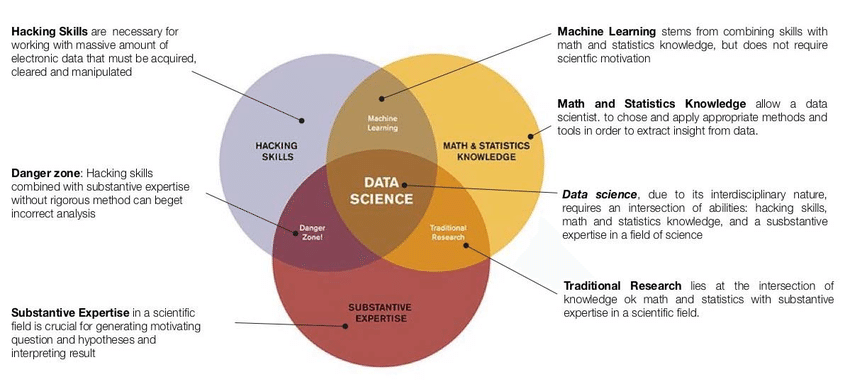 Hacking Skills are necessary for
working with massive amount of
electronic data that must be acquired,
cleared and manipulated
Danger zone: Hacking skills
combined with substantive expertise
without rigorous method can beget
incorrect analysis
Substantive Expertise in a scientific
field is crucial for generating motivating
question and hypotheses and
interpreting result
HACKING
SKILLS
Machine
Learning
MATH & STATISTICS
KNOWLEDGE
DATA
SCIENCE
Danger
Zone!
Traditional
Research
SUBSTANTIVE
EXPERTISE
Machine Learning stems from combining skills with
math and statistics knowledge, but does not require
scientfic motivation
Math and Statistics Knowledge allow a data
scientist. to chose and apply appropriate methods and
tools in order to extract insight from data.
Data science, due to its interdisciplinary nature,
requires an intersection of abilities: hacking skills,
math and statistics knowledge, and a susbstantive
expertise in a field of science
Traditional Research lies at the intersection of
knowledge ok math and statistics with substantive
expertise in a scientific field.